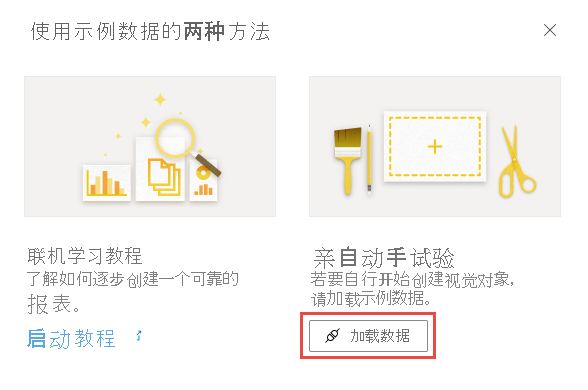 使用示例数据的两种方法
联机学习教程
了解如何逐步创建一个可靠的
报表。
启动教程
亲自动手试验
若要自行开始创建视觉对象，
请加载示例数据。
加载数据